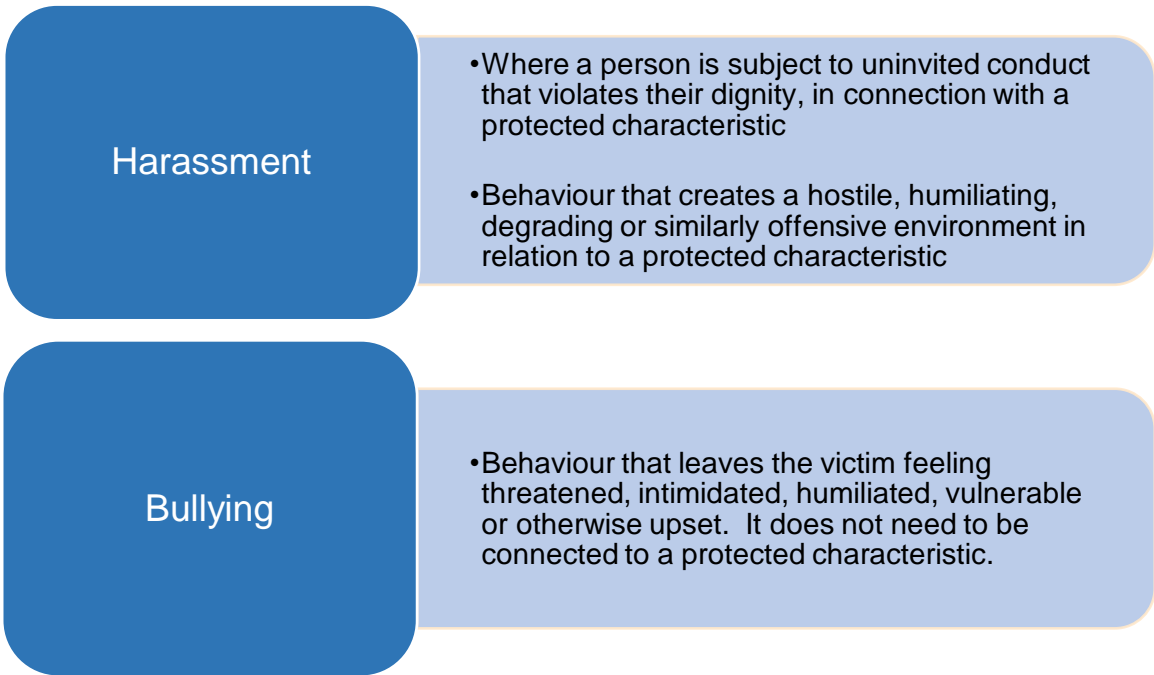 Harassment
•Where a person is subject to uninvited conduct
that violates their dignity, in connection with a
protected characteristic
•Behaviour that creates a hostile, humiliating,
degrading or similarly offensive environment in
relation to a protected characteristic
Bullying
•Behaviour that leaves the victim feeling
threatened, intimidated, humiliated, vulnerable
or otherwise upset.  It does not need to be
connected to a protected characteristic.